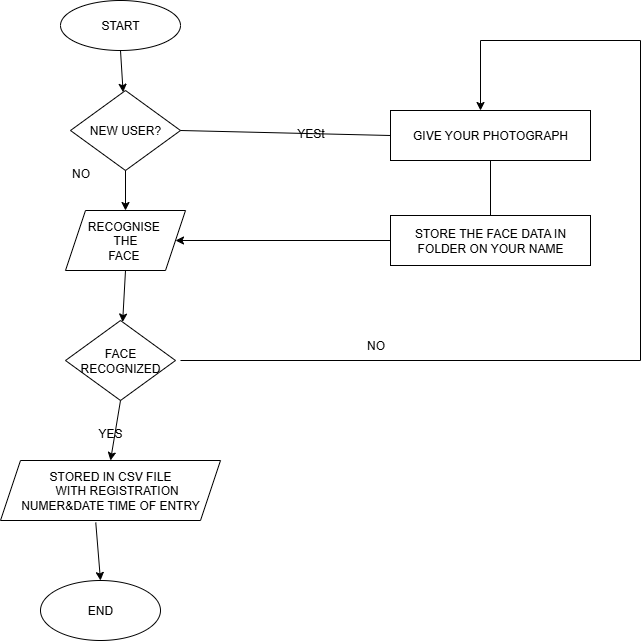 START
NEW USER?
YESt
GIVE YOUR PHOTOGRAPH
NO
RECOGNISE
THE
FACE
STORE THE FACE DATA IN
FOLDER ON YOUR NAME
FACE
RECOGNIZED
NO
YES
STORED IN CSV FILE
WITH REGISTRATION
NUMER&DATE TIME OF ENTRY
END